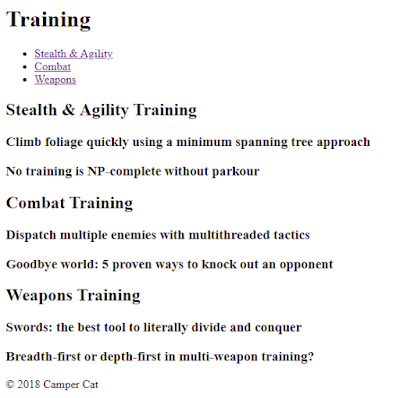 Training
Stealth & Agility
Combat
Weapons
Stealth & Agility Training
Climb foliage quickly using a minimum spanning tree approach
No training is NP-complete without parkour
Combat Training
Dispatch multiple enemies with multithreaded tactics
Goodbye world: 5 proven ways to knock out an opponent
Weapons Training
Swords: the best tool to literally divide and conquer
Breadth-first or depth-first in multi-weapon training?
© 2018 Camper Cat